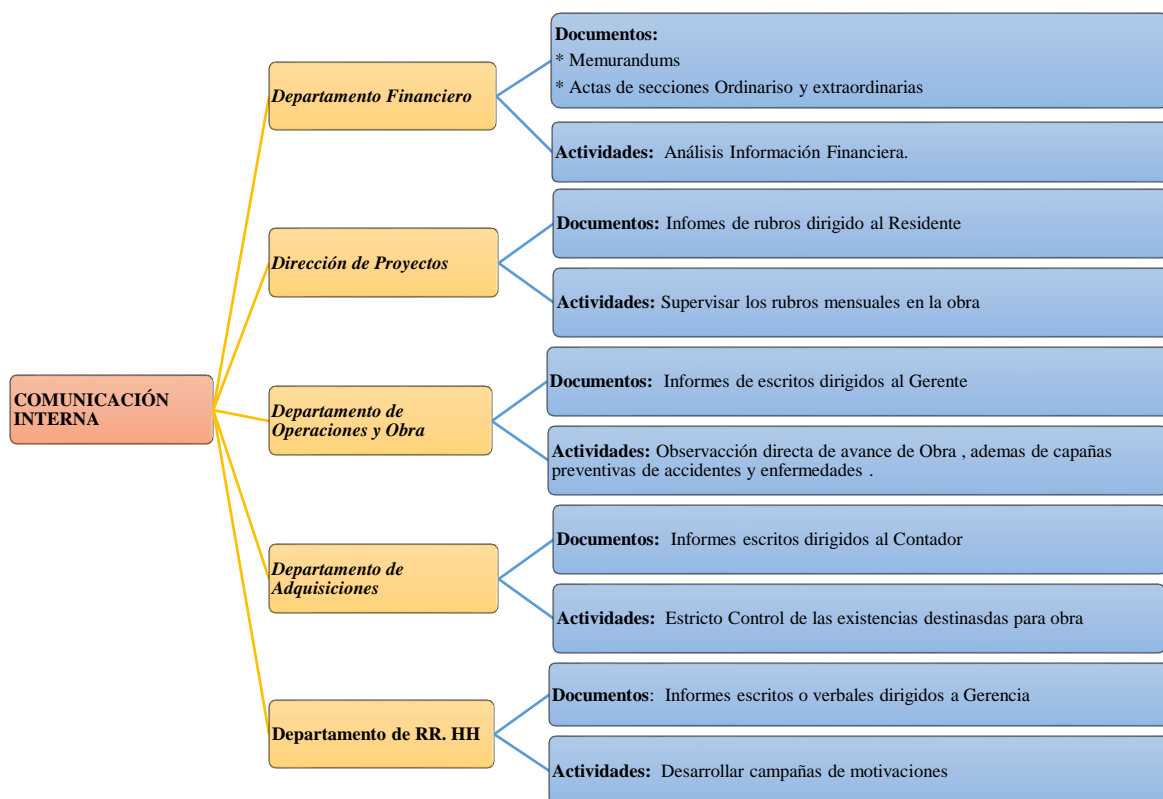 COMUNICACIÓN
INTERNA
Departamento Financiero
Documentos:
* Memurandums
* Actas de secciones Ordinariso y extraordinarias
Actividades: Análisis Información Financiera.
Dirección de Proyectos
Documentos: Infomes de rubros dirigido al Residente
Actividades: Supervisar los rubros mensuales en la obra
Departamento de
Operaciones y Obra
Documentos: Informes de escritos dirigidos al Gerente
Actividades: Observacción directa de avance de Obra , ademas de capañas
preventivas de accidentes y enfermedades .
Departamento de
Adquisiciones
Documentos: Informes escritos dirigidos al Contador
Actividades: Estricto Control de las existencias destinasdas para obra
Departamento de RR. HH
Documentos: Informes escritos o verbales dirigidos a Gerencia
Actividades: Desarrollar campañas de motivaciones